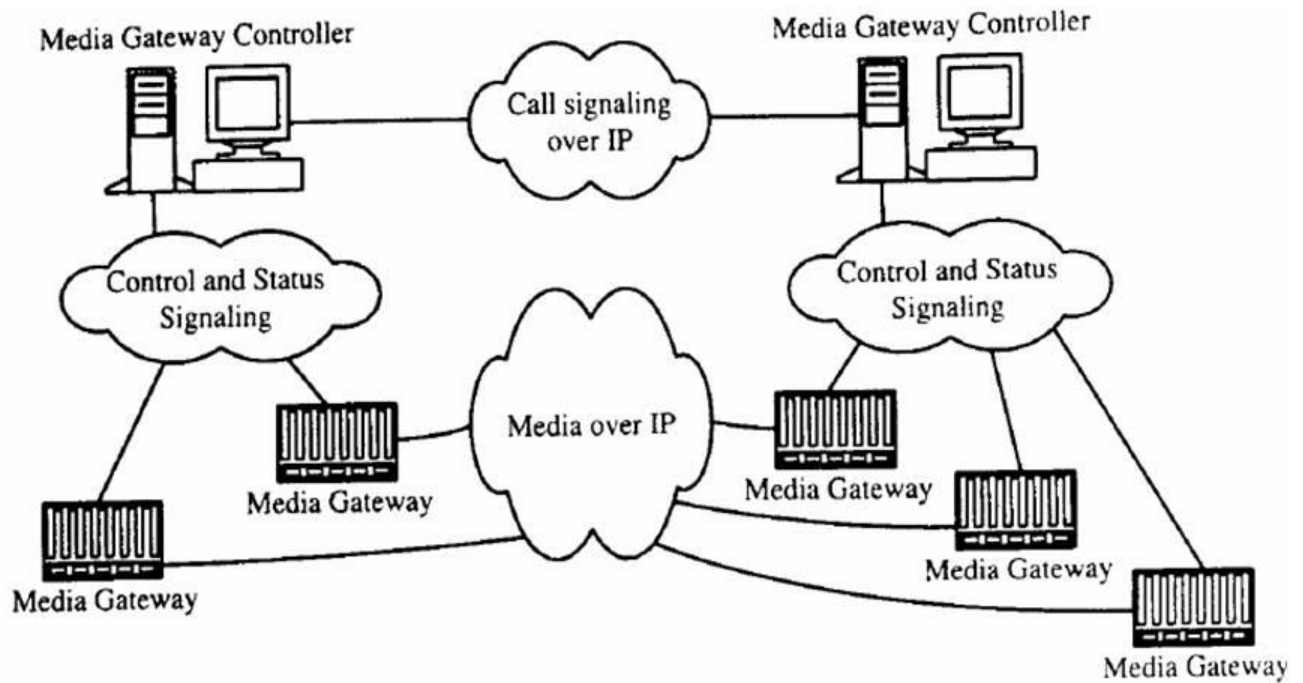 Media Gateway Controller
Media Gateway Controller
Call signaling
over IP
Control and Status
Signaling
Control and Status
Signaling
Media over IP
Media Gateway
Media Gateway
Media Gateway
Media Gateway
Media Gateway